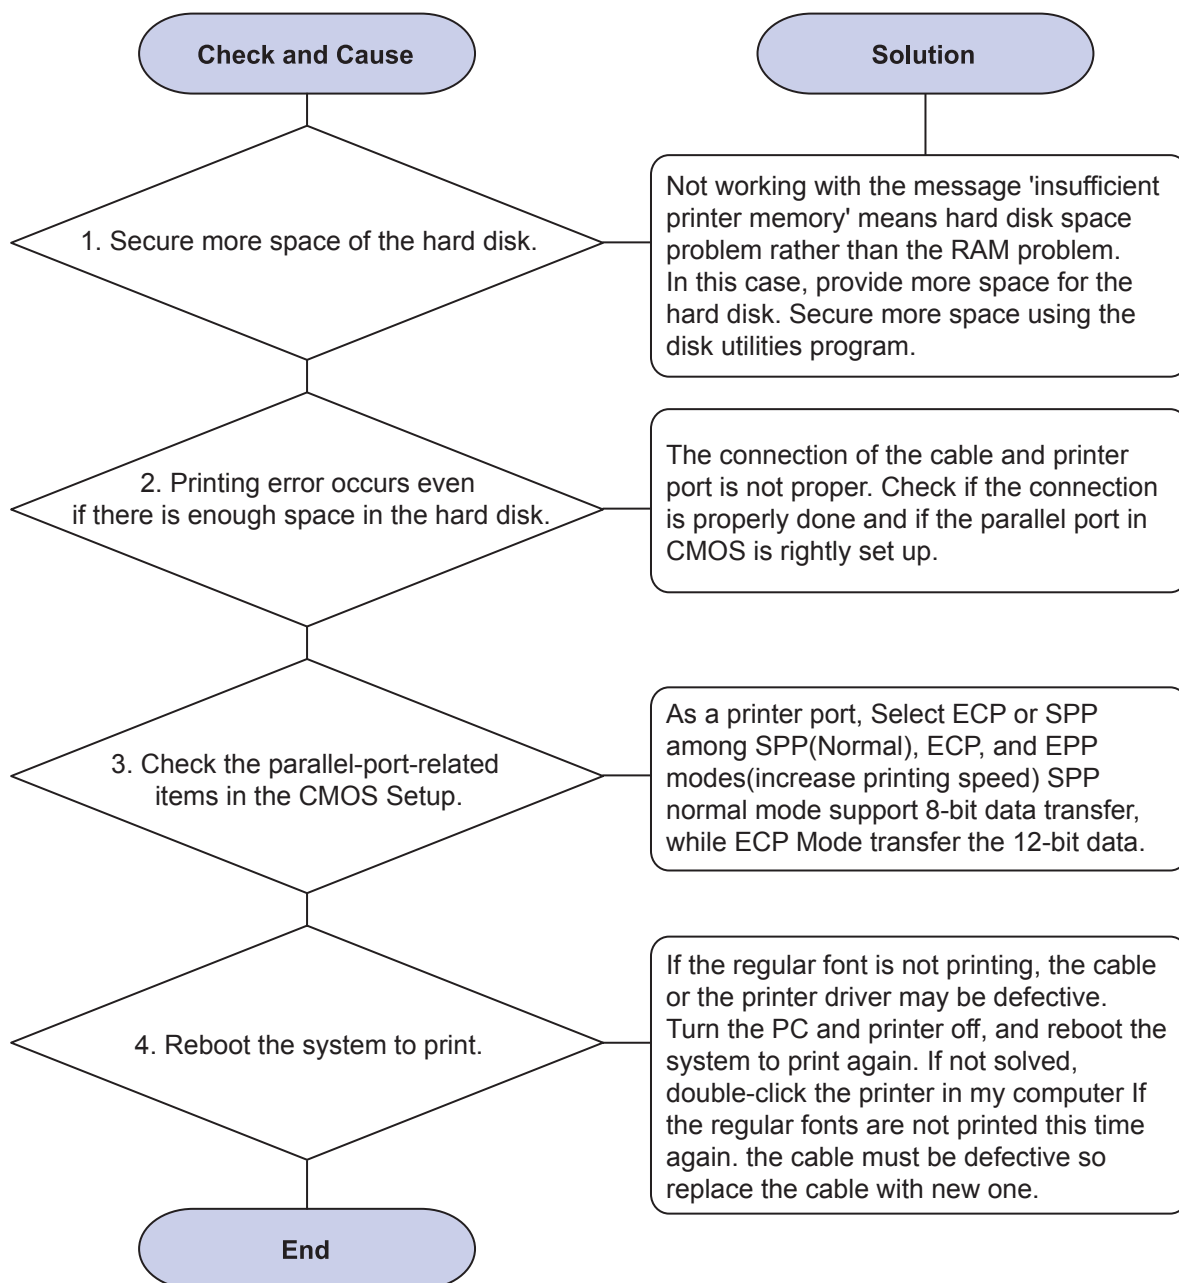 Check and Cause
Solution
1. Secure more space of the hard disk.
Not working with the message 'insufficient
printer memory' means hard disk space
problem rather than the RAM problem.
In this case, provide more space for the
hard disk. Secure more space using the
disk utilities program.
2. Printing error occurs even
if there is enough space in the hard disk.
The connection of the cable and printer
port is not proper. Check if the connection
is properly done and if the parallel port in
CMOS is rightly set up.
3. Check the parallel-port-related
items in the CMOS Setup.
As a printer port, Select ECP or SPP
among SPP(Normal), ECP, and EPP
modes(increase printing speed) SPP
normal mode support 8-bit data transfer,
while ECP Mode transfer the 12-bit data.
4. Reboot the system to print.
If the regular font is not printing, the cable
or the printer driver may be defective.
Turn the PC and printer off, and reboot the
system to print again. If not solved,
double-click the printer in my computer If
the regular fonts are not printed this time
again. the cable must be defective so
replace the cable with new one.
End